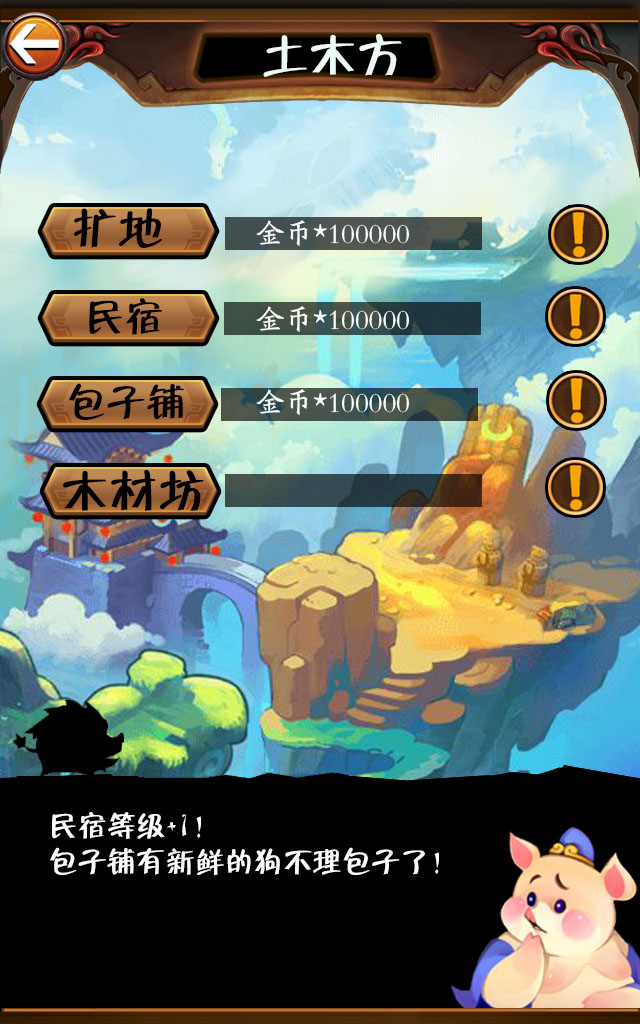 土木方
扩地 金币*100000
民宿 金币*100000
包子铺 金币*100000
木材坊
民宿等级+1!
包子铺有新鲜的狗不理包子了!